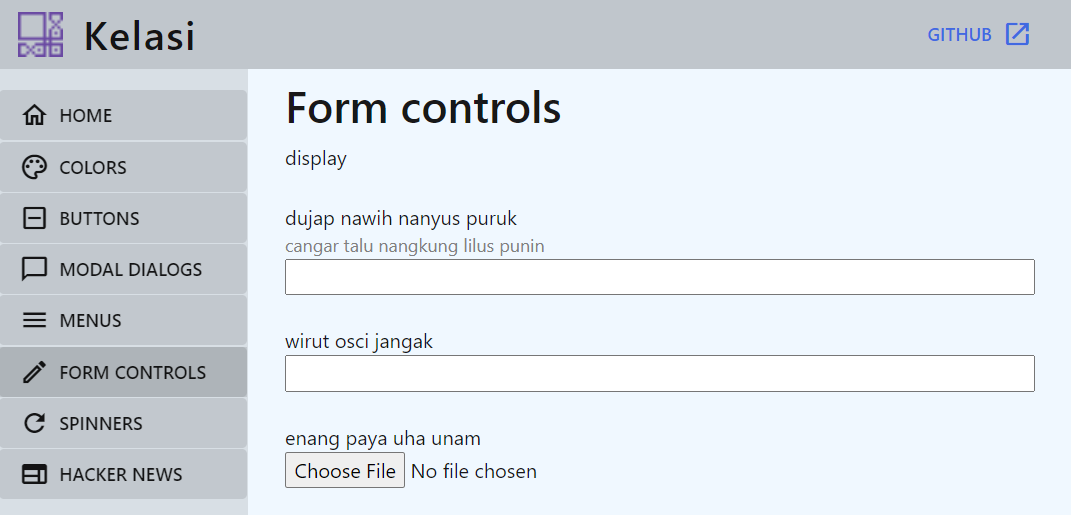 Kelasi
GITHUB
HOME
COLORS
BUTTONS
MODAL DIALOGS
MENUS
FORM CONTROLS
SPINNERS
HACKER NEWS
Form controls
display
dujap nawih nanyus puruk
cangar talu nangkung lilus punin
wirut osci jangak
enang paya uha unam
Choose File No file chosen